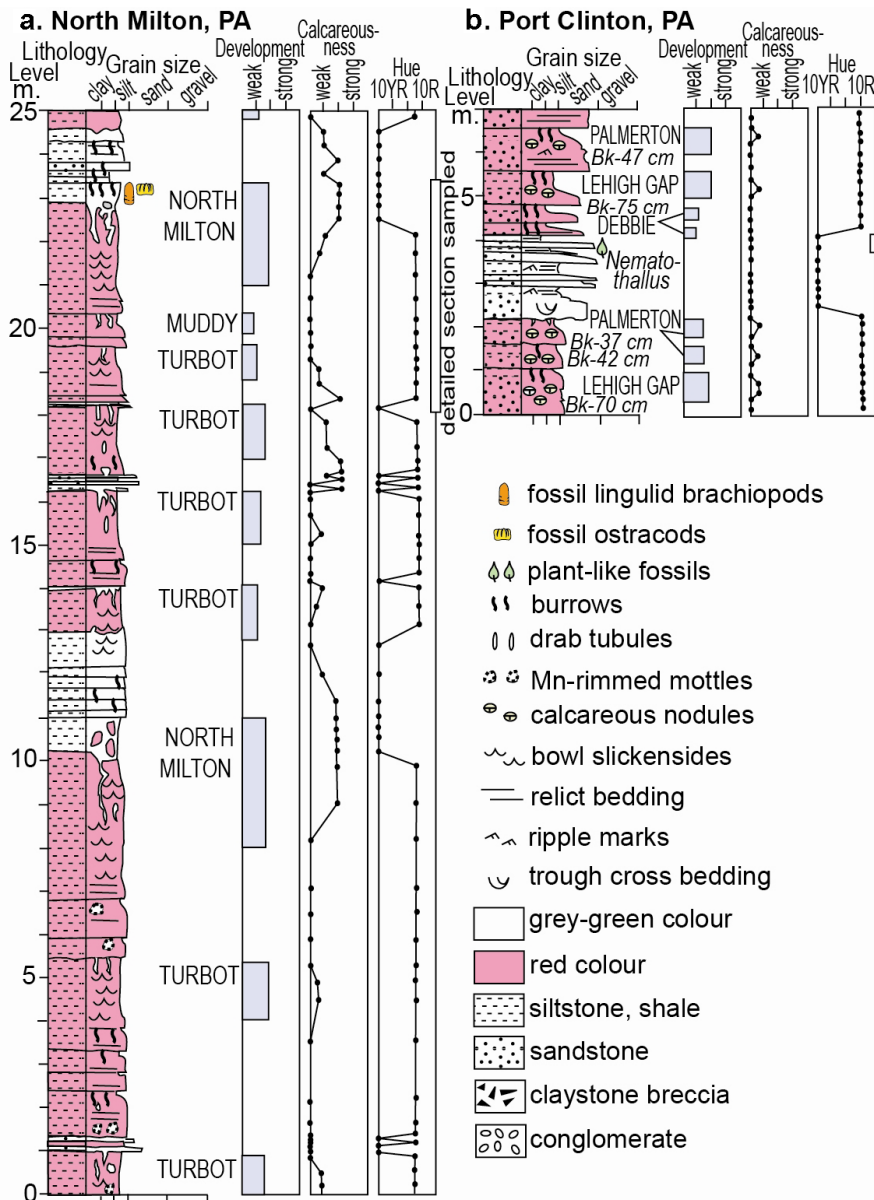 a. North Milton, PA
Lithology
Level
m.
Grain size
clay
silt
sand
gravel
Development
weak
strong
Calcareous-
ness
weak
strong
Hue
10YR
10R
25
20
15
10
5
0
NORTH
MILTON
MUDDY
TURBOT
TURBOT
TURBOT
TURBOT
NORTH
MILTON
TURBOT
TURBOT
detailed section sampled
b. Port Clinton, PA
Lithology
Level
m.
Grain size
clay
silt
sand
gravel
Development
weak
strong
Calcareous-
ness
weak
strong
Hue
10YR
10R
5
0
PALMERTON
Bk-47 cm
LEHIGH GAP
Bk-75 cm
DEBBIE
Nemato-
thallus
PALMERTON
Bk-37 cm
Bk-42 cm
LEHIGH GAP
Bk-70 cm
fossil lingulid brachiopods
fossil ostracods
plant-like fossils
burrows
drab tubules
Mn-rimmed mottles
calcareous nodules
bowl slickensides
relict bedding
ripple marks
trough cross bedding
grey-green colour
red colour
siltstone, shale
sandstone
claystone breccia
conglomerate